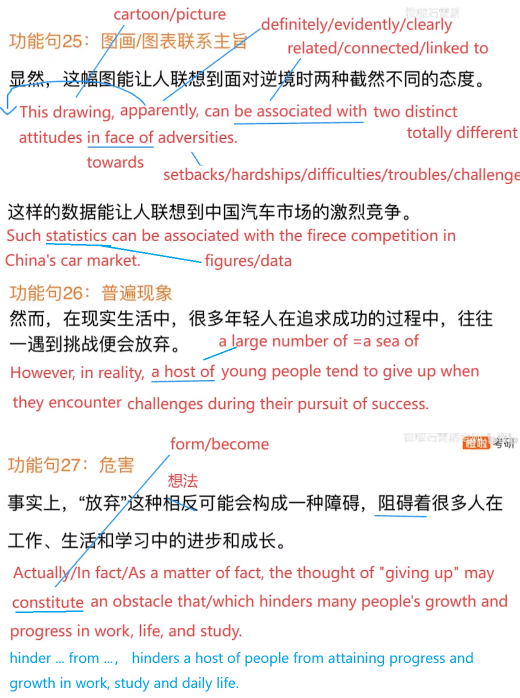 cartoon/picture
definitely/evidently/clearly
功能句25：图画/图表联系主旨
related/connected/linked to
显然，这幅图能让人联想到面对逆境时两种截然不同的态度。
This drawing, apparently, can be associated with two distinct
attitudes in face of adversities.
totally different
towards
setbacks/hardships/difficulties/troubles/challenge
这样的数据能让人联想到中国汽车市场的激烈竞争。
Such statistics can be associated with the firece competition in
China's car market.
figures/data
功能句26：普遍现象
然而，在现实生活中，很多年轻人在追求成功的过程中，往往
一遇到挑战便会放弃。
a large number of =a sea of
However, in reality, a host of young people tend to give up when
they encounter challenges during their pursuit of success.
橙啦 考研
form/become
功能句27：危害
想法
事实上，“放弃”这种相反可能会构成一种障碍，阻碍着很多人在
工作、生活和学习中的进步和成长。
Actually/In fact/As a matter of fact, the thought of "giving up" may
constitute an obstacle that/which hinders many people's growth and
progress in work, life, and study.
hinder ... from ..., hinders a host of people from attaining progress and
growth in work, study and daily life.